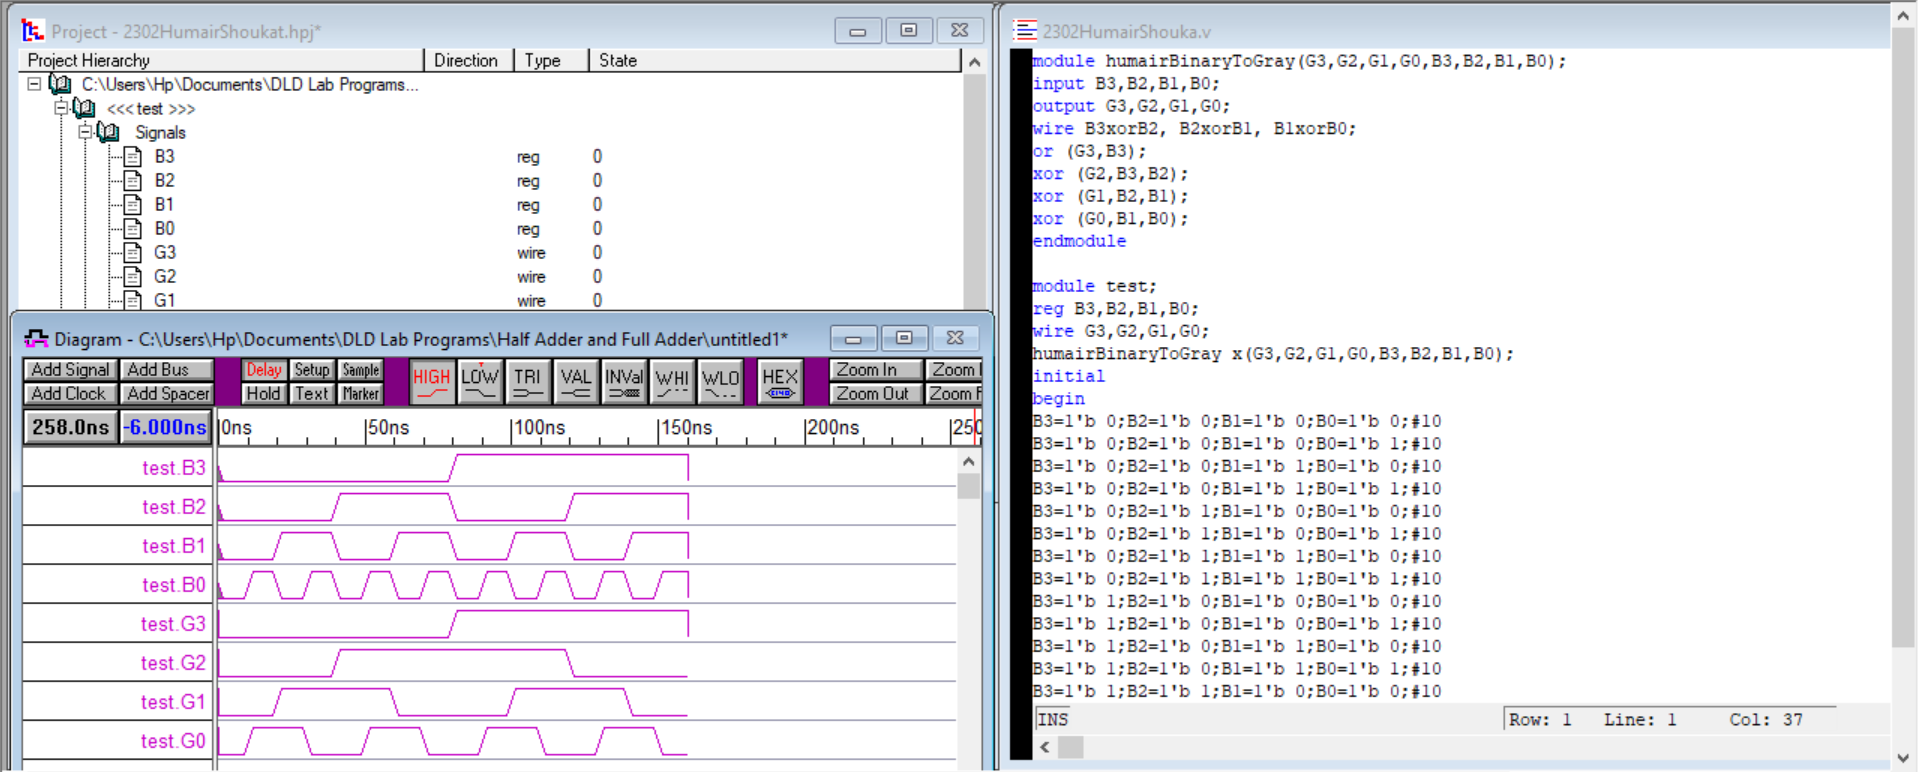 Project - 2302HumairShoukat.hpj*
Project Hierarchy Direction Type State
C:\Users\Hp\Documents\DLD Lab Programs...
<<< test >>>
Signals
B3 reg 0
B2 reg 0
B1 reg 0
B0 reg 0
G3 wire 0
G2 wire 0
G1 wire 0
Diagram - C:\Users\Hp\Documents\DLD Lab Programs\Half Adder and Full Adder\untitled1*
Add Signal Add Bus Delay Setup Sample HIGH LOW TRI VAL INVal WHI WLO HEX Zoom In Zoom
Add Clock Add Spacer Hold Text Marker Zoom Out Zoom F
258.0ns -6.000ns 0ns 50ns 100ns 150ns 200ns 250
test.B3
test.B2
test.B1
test.B0
test.G3
test.G2
test.G1
test.G0
2302HumairShouka.v
module humairBinaryToGray(G3,G2,G1,G0,B3,B2,B1,B0);
input B3,B2,B1,B0;
output G3,G2,G1,G0;
wire B3xorB2, B2xorB1, B1xorB0;
or (G3,B3);
xor (G2,B3,B2);
xor (G1,B2,B1);
xor (G0,B1,B0);
endmodule
module test;
reg B3,B2,B1,B0;
wire G3,G2,G1,G0;
humairBinaryToGray x(G3,G2,G1,G0,B3,B2,B1,B0);
initial
begin
B3=1'b 0;B2=1'b 0;B1=1'b 0;B0=1'b 0;#10
B3=1'b 0;B2=1'b 0;B1=1'b 0;B0=1'b 1;#10
B3=1'b 0;B2=1'b 0;B1=1'b 1;B0=1'b 0;#10
B3=1'b 0;B2=1'b 0;B1=1'b 1;B0=1'b 1;#10
B3=1'b 0;B2=1'b 1;B1=1'b 0;B0=1'b 0;#10
B3=1'b 0;B2=1'b 1;B1=1'b 0;B0=1'b 1;#10
B3=1'b 0;B2=1'b 1;B1=1'b 1;B0=1'b 0;#10
B3=1'b 0;B2=1'b 1;B1=1'b 1;B0=1'b 1;#10
B3=1'b 1;B2=1'b 0;B1=1'b 0;B0=1'b 0;#10
B3=1'b 1;B2=1'b 0;B1=1'b 0;B0=1'b 1;#10
B3=1'b 1;B2=1'b 0;B1=1'b 1;B0=1'b 0;#10
B3=1'b 1;B2=1'b 0;B1=1'b 1;B0=1'b 1;#10
B3=1'b 1;B2=1'b 1;B1=1'b 0;B0=1'b 0;#10
INS Row: 1 Line: 1 Col: 37